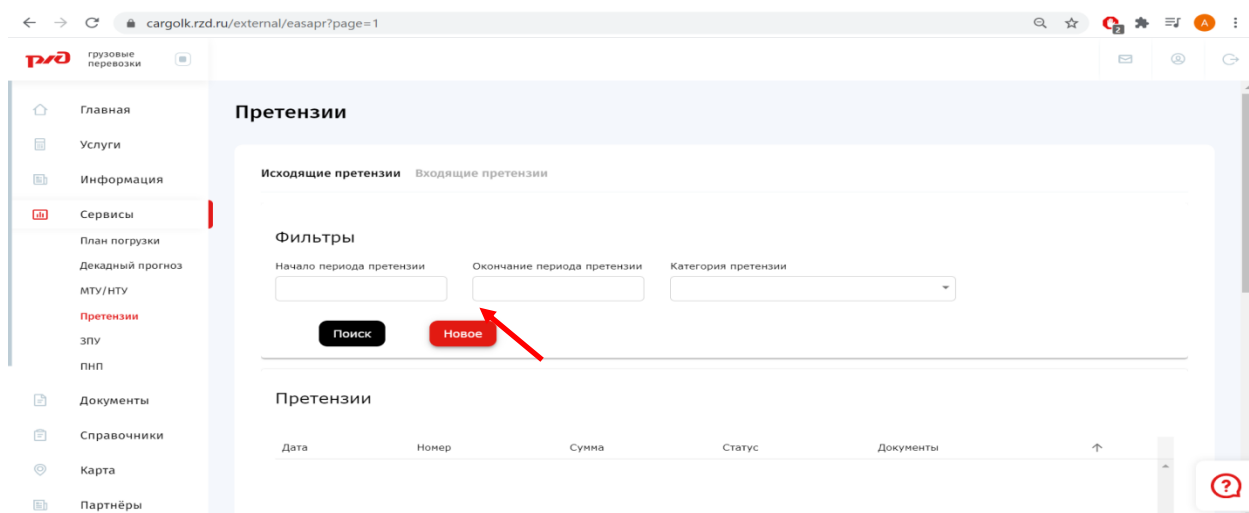 cargolk.rzd.ru/external/easapr?page=1
2
A
ржд грузовые
перевозки
Главная
Услуги
Информация
Сервисы
План погрузки
Декадный прогноз
МТУ/НТУ
Претензии
ЗПУ
ПНП
Документы
Справочники
Карта
Партнёры
Претензии
Исходящие претензии Входящие претензии
Фильтры
Начало периода претензии Окончание периода претензии Категория претензии
Поиск Новое
Претензии
Дата Номер Сумма Статус Документы
?